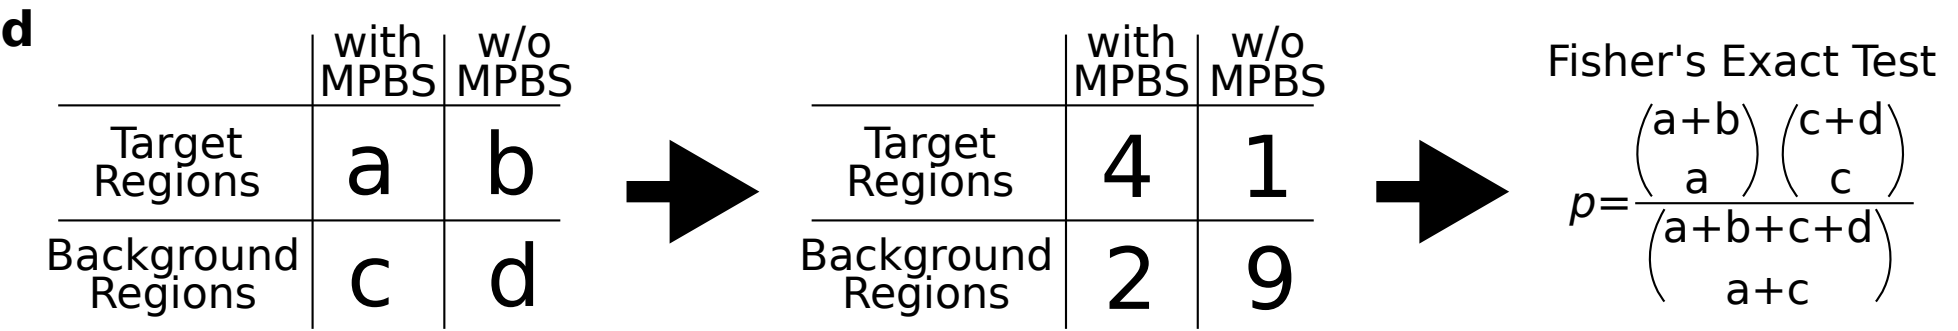 d
with w/o
MPBS MPBS
Target
Regions
a b
Background
Regions
c d
with w/o
MPBS MPBS
Target
Regions
4 1
Background
Regions
2 9
Fisher's Exact Test
p=
(a+b) (c+d)
a c
(a+b+c+d)
a+c